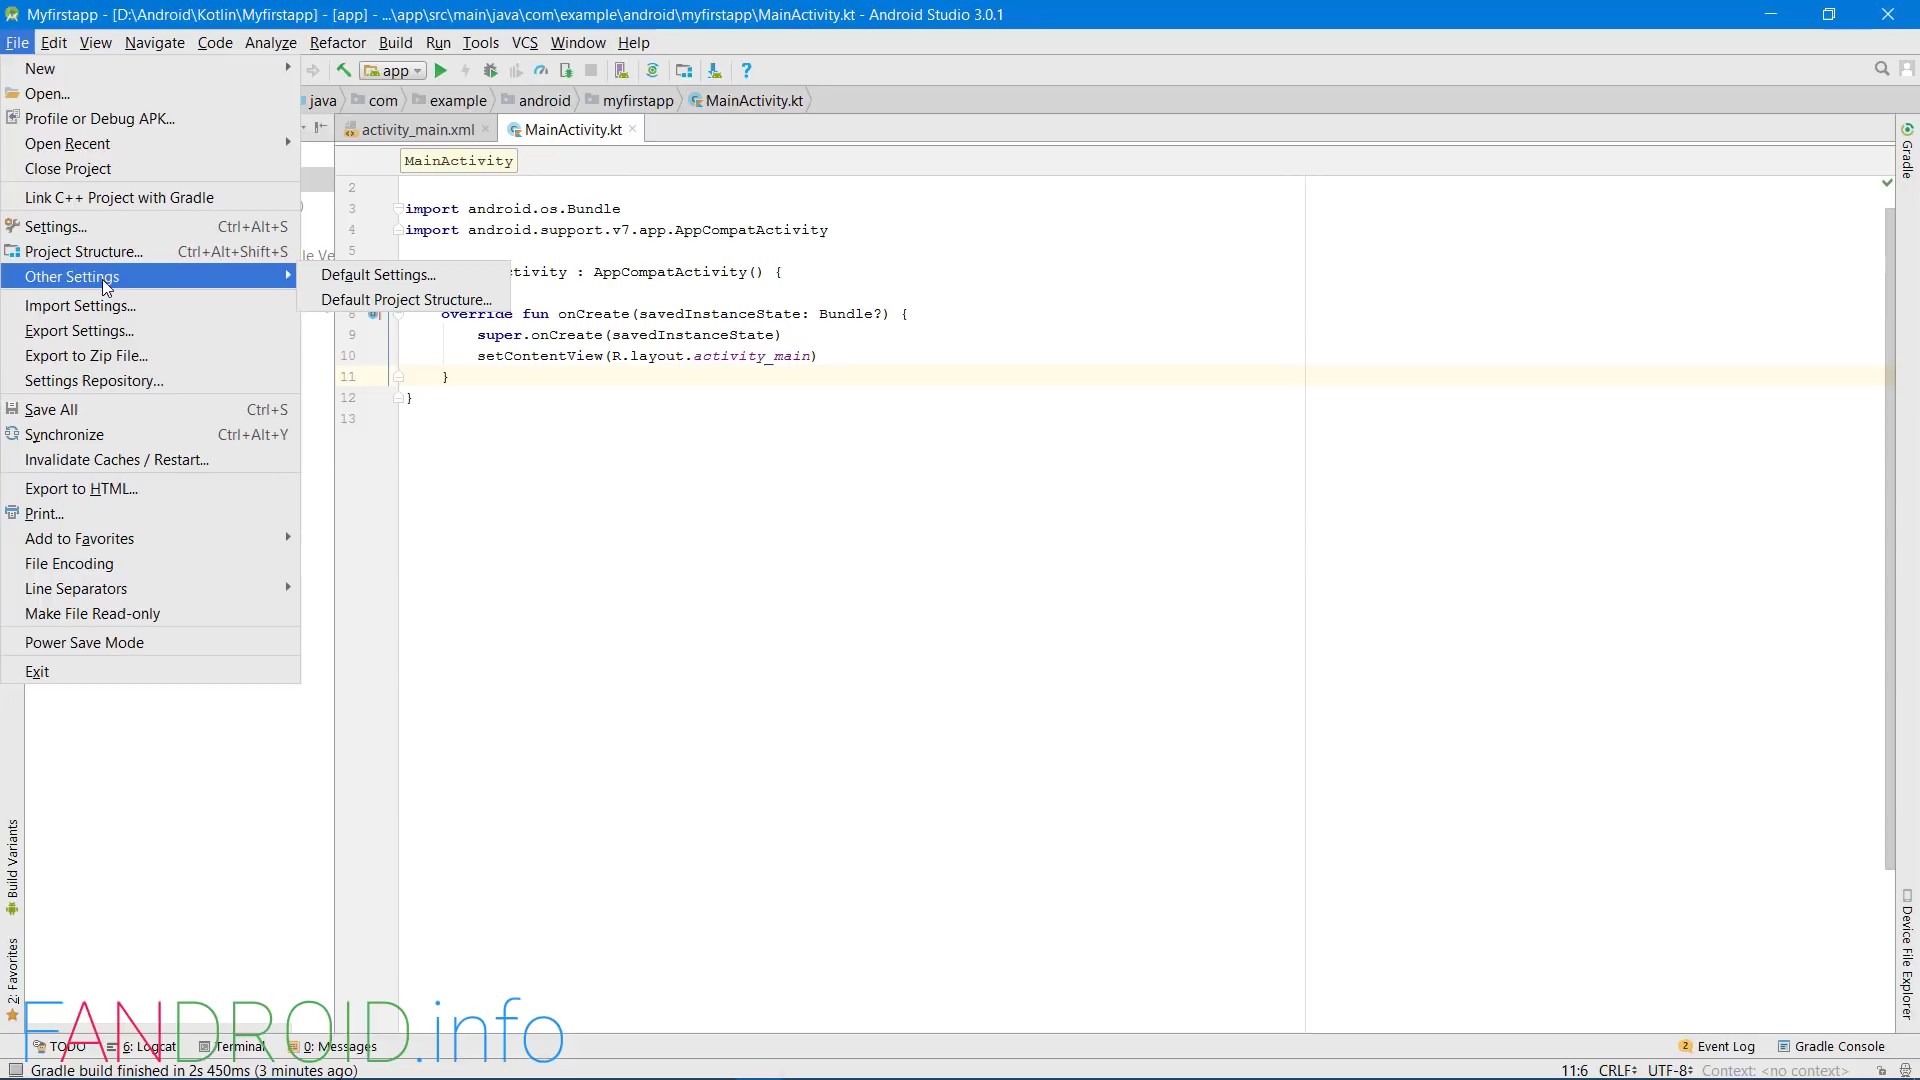 Myfirstapp - [D:\Android\Kotlin\Myfirstapp] - [app] - ...\app\src\main\java\com\example\android\myfirstapp\MainActivity.kt - Android Studio 3.0.1
File Edit View Navigate Code Analyze Refactor Build Run Tools VCS Window Help
app
java com example android myfirstapp MainActivity.kt
activity_main.xml MainActivity.kt
MainActivity
New
Open...
Profile or Debug APK...
Open Recent
Close Project
Link C++ Project with Gradle
Settings... Ctrl+Alt+S
Project Structure... Ctrl+Alt+Shift+S
Other Settings
Import Settings...
Export Settings...
Export to Zip File...
Settings Repository...
Save All Ctrl+S
Synchronize Ctrl+Alt+Y
Invalidate Caches / Restart...
Export to HTML...
Print...
Add to Favorites
File Encoding
Line Separators
Make File Read-only
Power Save Mode
Exit
Default Settings...
Default Project Structure...
2
3 import android.os.Bundle
4 import android.support.v7.app.AppCompatActivity
5
tivity : AppCompatActivity() {
8 override fun onCreate(savedInstanceState: Bundle?) {
9 super.onCreate(savedInstanceState)
10 setContentView(R.layout.activity_main)
11 }
12 }
13
Gradle
Device File Explorer
Build Variants
2: Favorites
FANDROID.info
TODO 6: Logcat Terminal 0: Messages 2 Event Log Gradle Console
Gradle build finished in 2s 450ms (3 minutes ago) 11:6 CRLF UTF-8 Context: <no context>